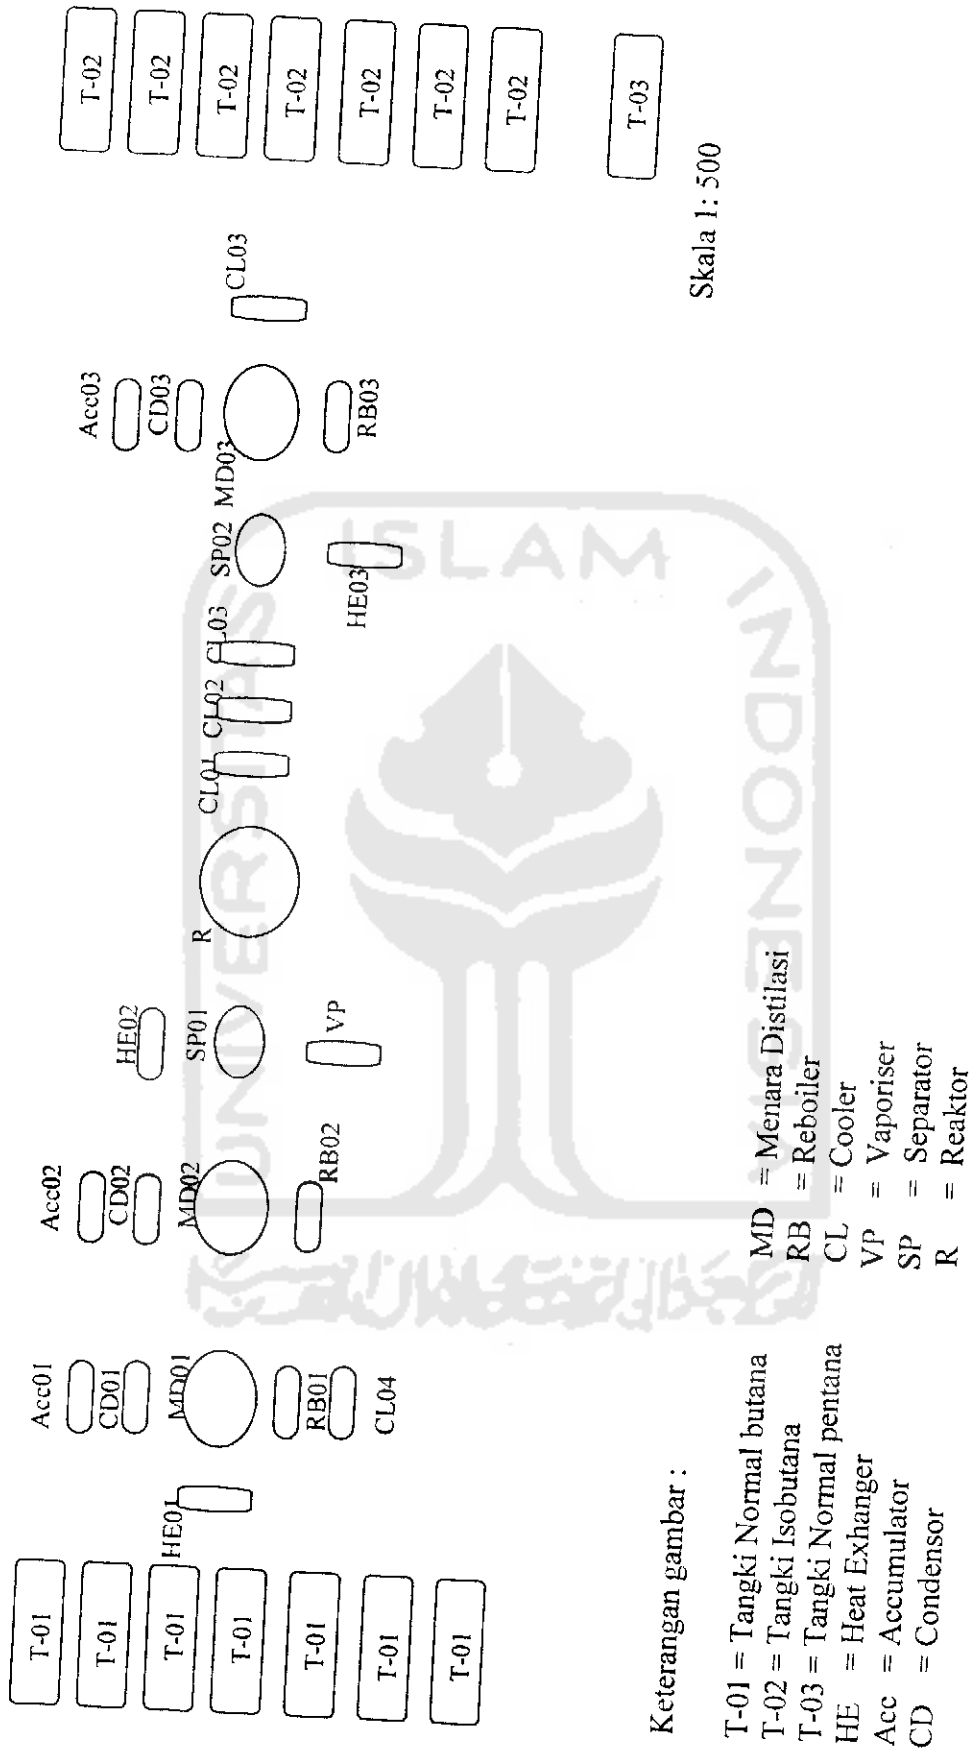 T-01
T-01
T-01
T-01
T-01
T-01
T-01
HE01
Acc01
CD01
MD01
RB01
CL04
Acc02
CD02
MD02
RB02
HE02
SP01
VP
R
CL01
CL02
CL03
SP02
HE03
MD03
Acc03
CD03
RB03
CL03
T-02
T-02
T-02
T-02
T-02
T-02
T-02
T-03
Skala 1: 500
Keterangan gambar :
T-01 = Tangki Normal butana
T-02 = Tangki Isobutana
T-03 = Tangki Normal pentana
HE = Heat Exhanger
Acc = Accumulator
CD = Condensor
MD = Menara Distilasi
RB = Reboiler
CL = Cooler
VP = Vaporiser
SP = Separator
R = Reaktor
UNIVERSITAS
ISLAM
INDONESIA